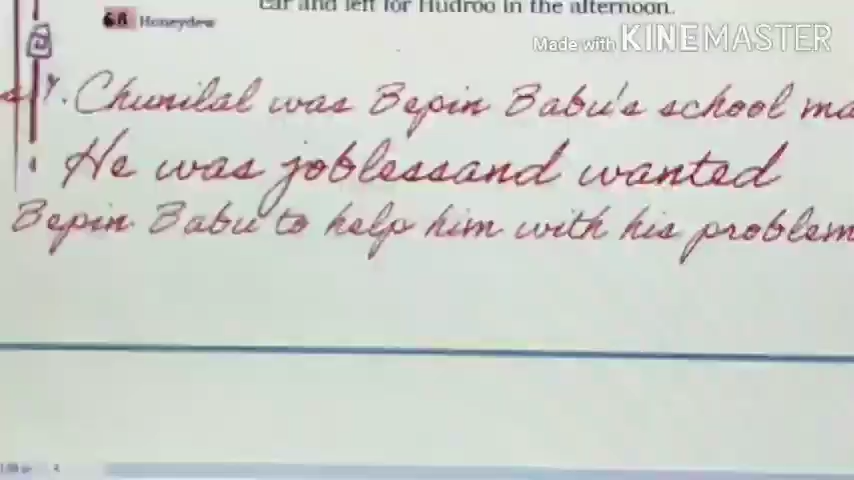 car and left for Hudroo in the afternoon.
68 Honeydew
Made with KINEMASTER
4. Chunilal was Bepin Babu's school ma
He was joblessand wanted
Bepin Babu to help him with his problem